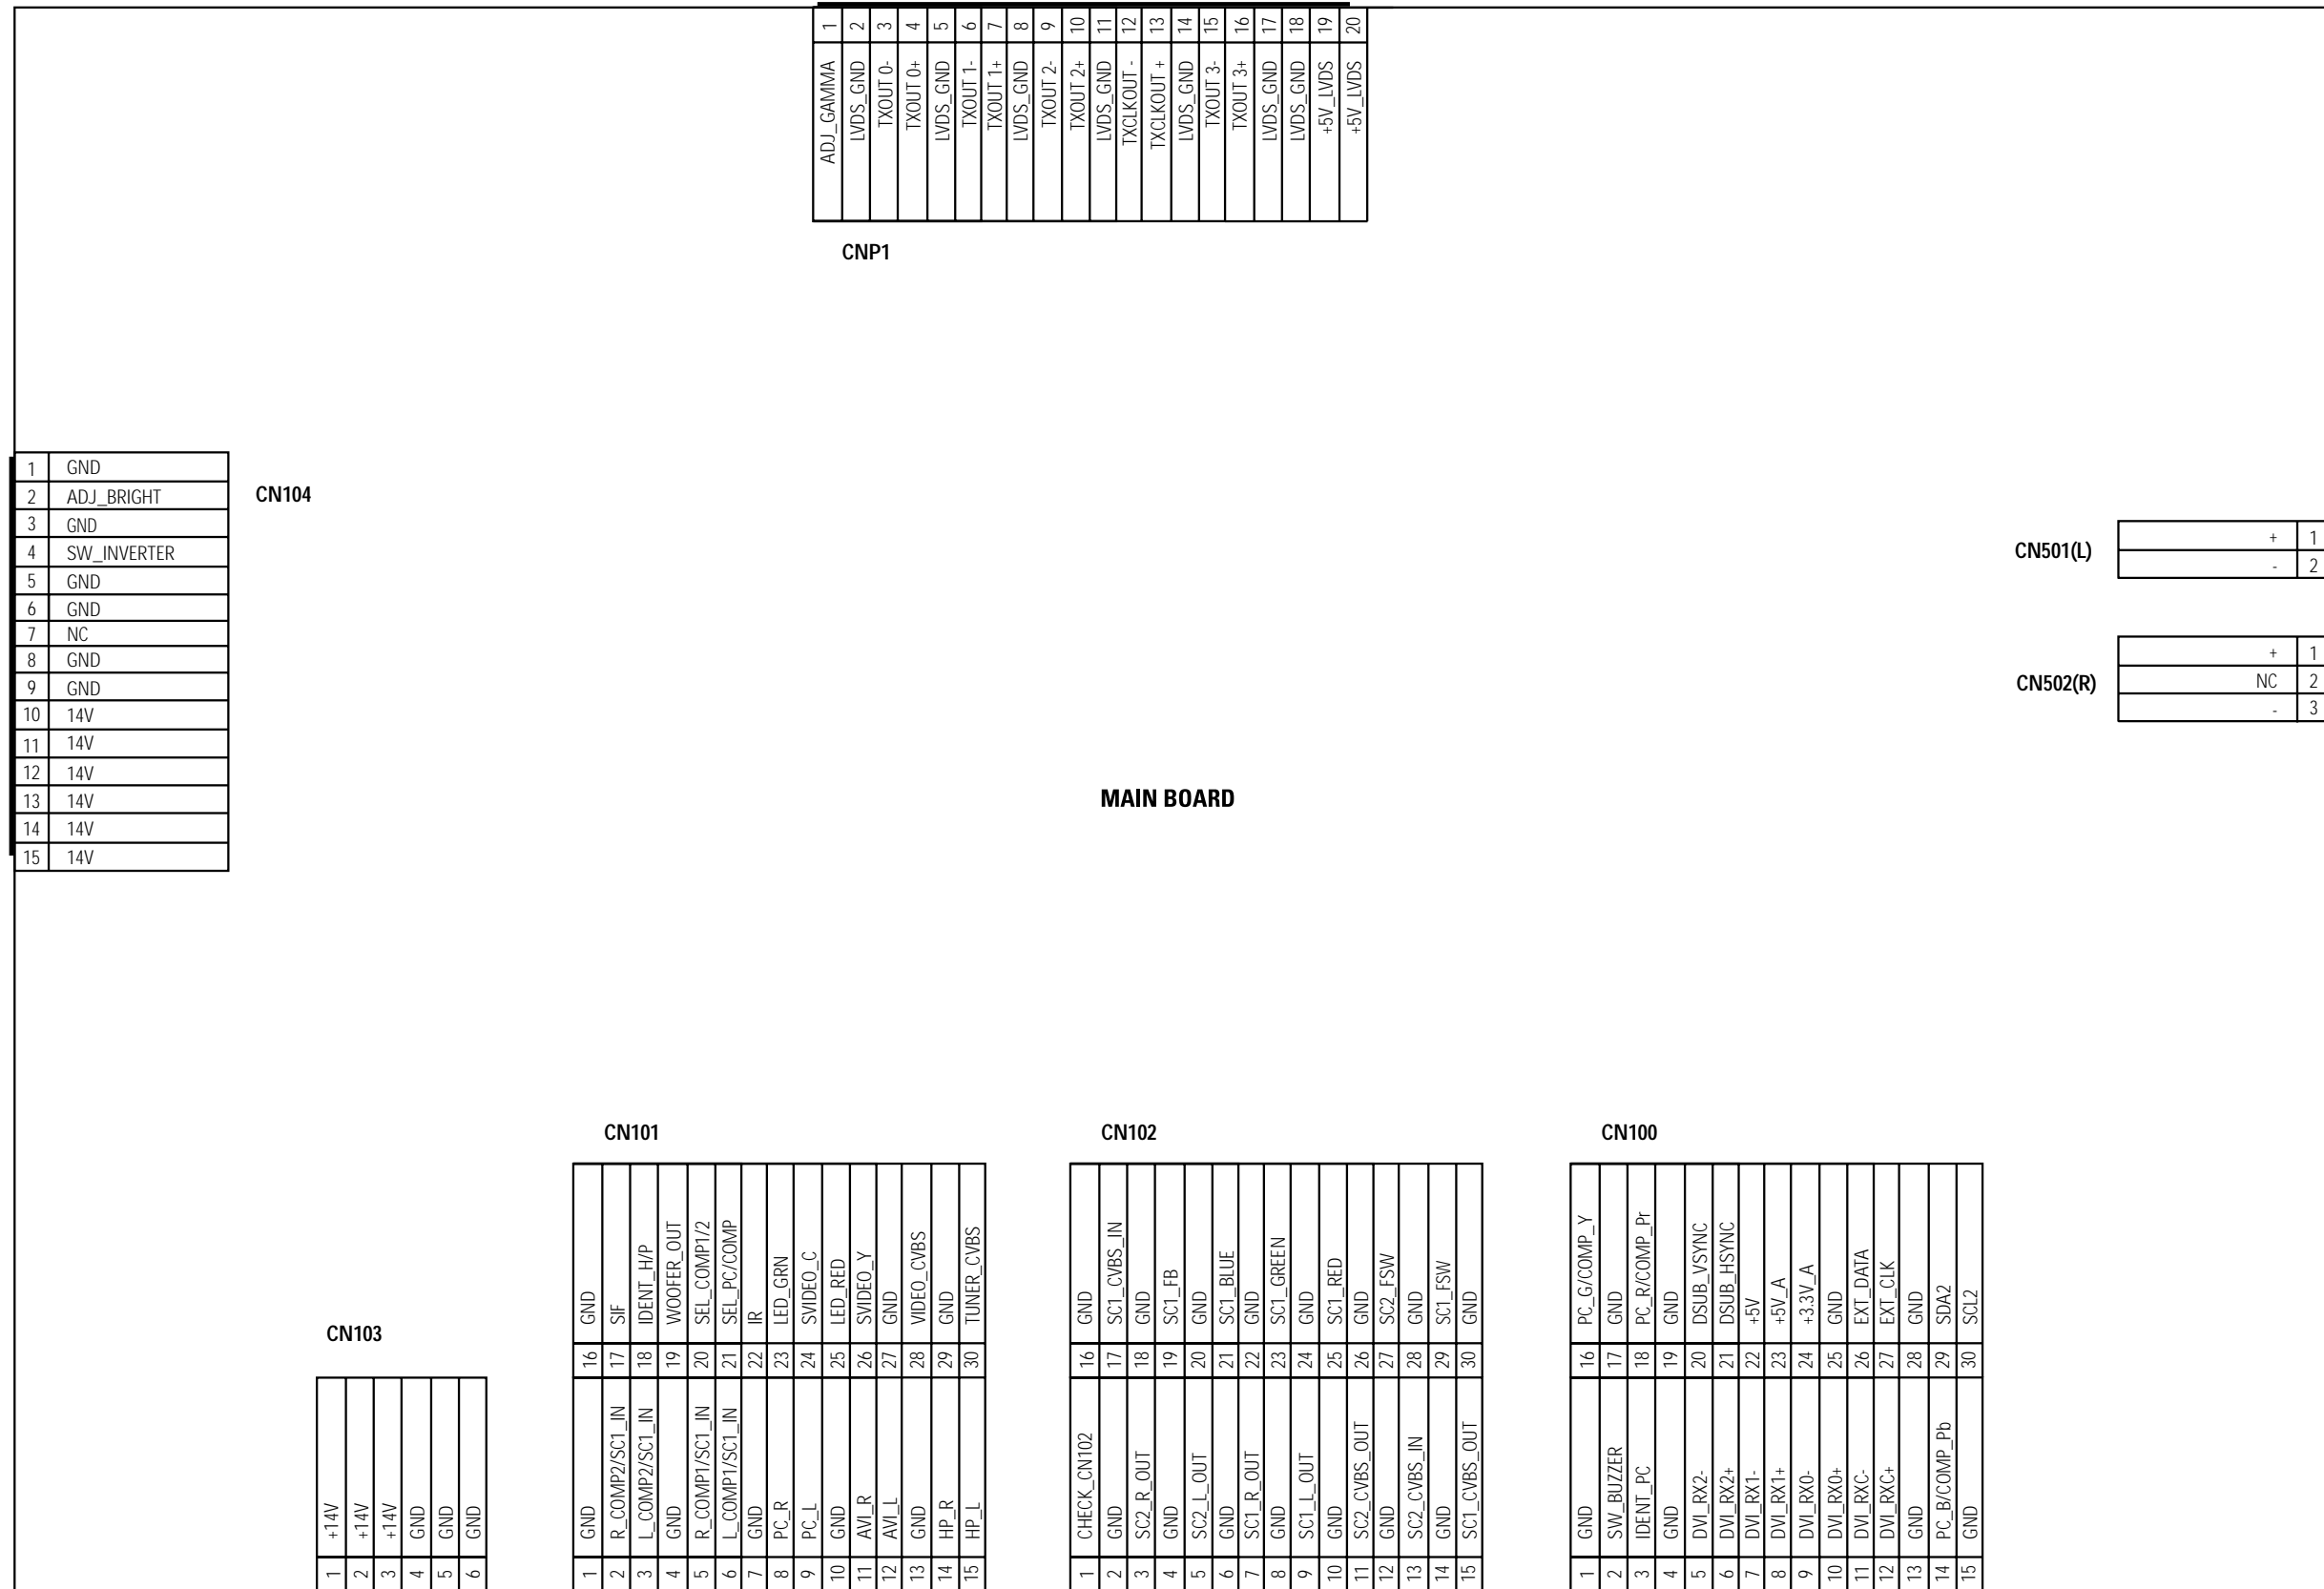 1 ADJ_GAMMA
2 LVDS_GND
3 TXOUT 0-
4 TXOUT 0+
5 LVDS_GND
6 TXOUT 1-
7 TXOUT 1+
8 LVDS_GND
9 TXOUT 2-
10 TXOUT 2+
11 LVDS_GND
12 TXCLKOUT -
13 TXCLKOUT +
14 LVDS_GND
15 TXOUT 3-
16 TXOUT 3+
17 LVDS_GND
18 LVDS_GND
19 +5V_LVDS
20 +5V_LVDS
CNP1
1 GND
2 ADJ_BRIGHT
3 GND
4 SW_INVERTER
5 GND
6 GND
7 NC
8 GND
9 GND
10 14V
11 14V
12 14V
13 14V
14 14V
15 14V
CN104
CN501(L)
+ 1
- 2
CN502(R)
+ 1
NC 2
- 3
MAIN BOARD
CN103
1 +14V
2 +14V
3 +14V
4 GND
5 GND
6 GND
CN101
16 GND
17 SIF
18 IDENT_H/P
19 WOOFER_OUT
20 SEL_COMP1/2
21 SEL_PC/COMP
22 IR
23 LED_GRN
24 SVIDEO_C
25 LED_RED
26 SVIDEO_Y
27 GND
28 VIDEO_CVBS
29 GND
30 TUNER_CVBS
1 GND
2 R_COMP2/SC1_IN
3 L_COMP2/SC1_IN
4 GND
5 R_COMP1/SC1_IN
6 L_COMP1/SC1_IN
7 GND
8 PC_R
9 PC_L
10 GND
11 AVI_R
12 AVI_L
13 GND
14 HP_R
15 HP_L
CN102
16 GND
17 SC1_CVBS_IN
18 GND
19 SC1_FB
20 GND
21 SC1_BLUE
22 GND
23 SC1_GREEN
24 GND
25 SC1_RED
26 GND
27 SC2_FSW
28 GND
29 SC1_FSW
30 GND
1 CHECK_CN102
2 GND
3 SC2_R_OUT
4 GND
5 SC2_L_OUT
6 GND
7 SC1_R_OUT
8 GND
9 SC1_L_OUT
10 GND
11 SC2_CVBS_OUT
12 GND
13 SC2_CVBS_IN
14 GND
15 SC1_CVBS_OUT
CN100
16 PC_G/COMP_Y
17 GND
18 PC_R/COMP_Pr
19 GND
20 DSUB_VSYNC
21 DSUB_HSYNC
22 +5V
23 +5V_A
24 +3.3V_A
25 GND
26 EXT_DATA
27 EXT_CLK
28 GND
29 SDA2
30 SCL2
1 GND
2 SW_BUZZER
3 IDENT_PC
4 GND
5 DVI_RX2-
6 DVI_RX2+
7 DVI_RX1-
8 DVI_RX1+
9 DVI_RX0-
10 DVI_RX0+
11 DVI_RXC-
12 DVI_RXC+
13 GND
14 PC_B/COMP_Pb
15 GND